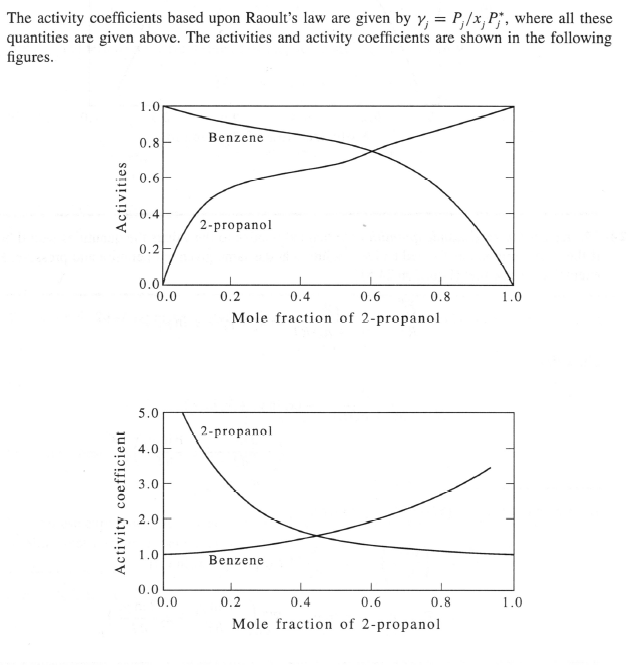 The activity coefficients based upon Raoult's law are given by γ_j = P_j/x_j P_j*, where all these
quantities are given above. The activities and activity coefficients are shown in the following
figures.
1.0
Benzene
0.8
Activities
0.6
0.4
2-propanol
0.2
0.0
0.0 0.2 0.4 0.6 0.8 1.0
Mole fraction of 2-propanol
5.0
2-propanol
4.0
Activity coefficient
3.0
2.0
1.0
Benzene
0.0
0.0 0.2 0.4 0.6 0.8 1.0
Mole fraction of 2-propanol